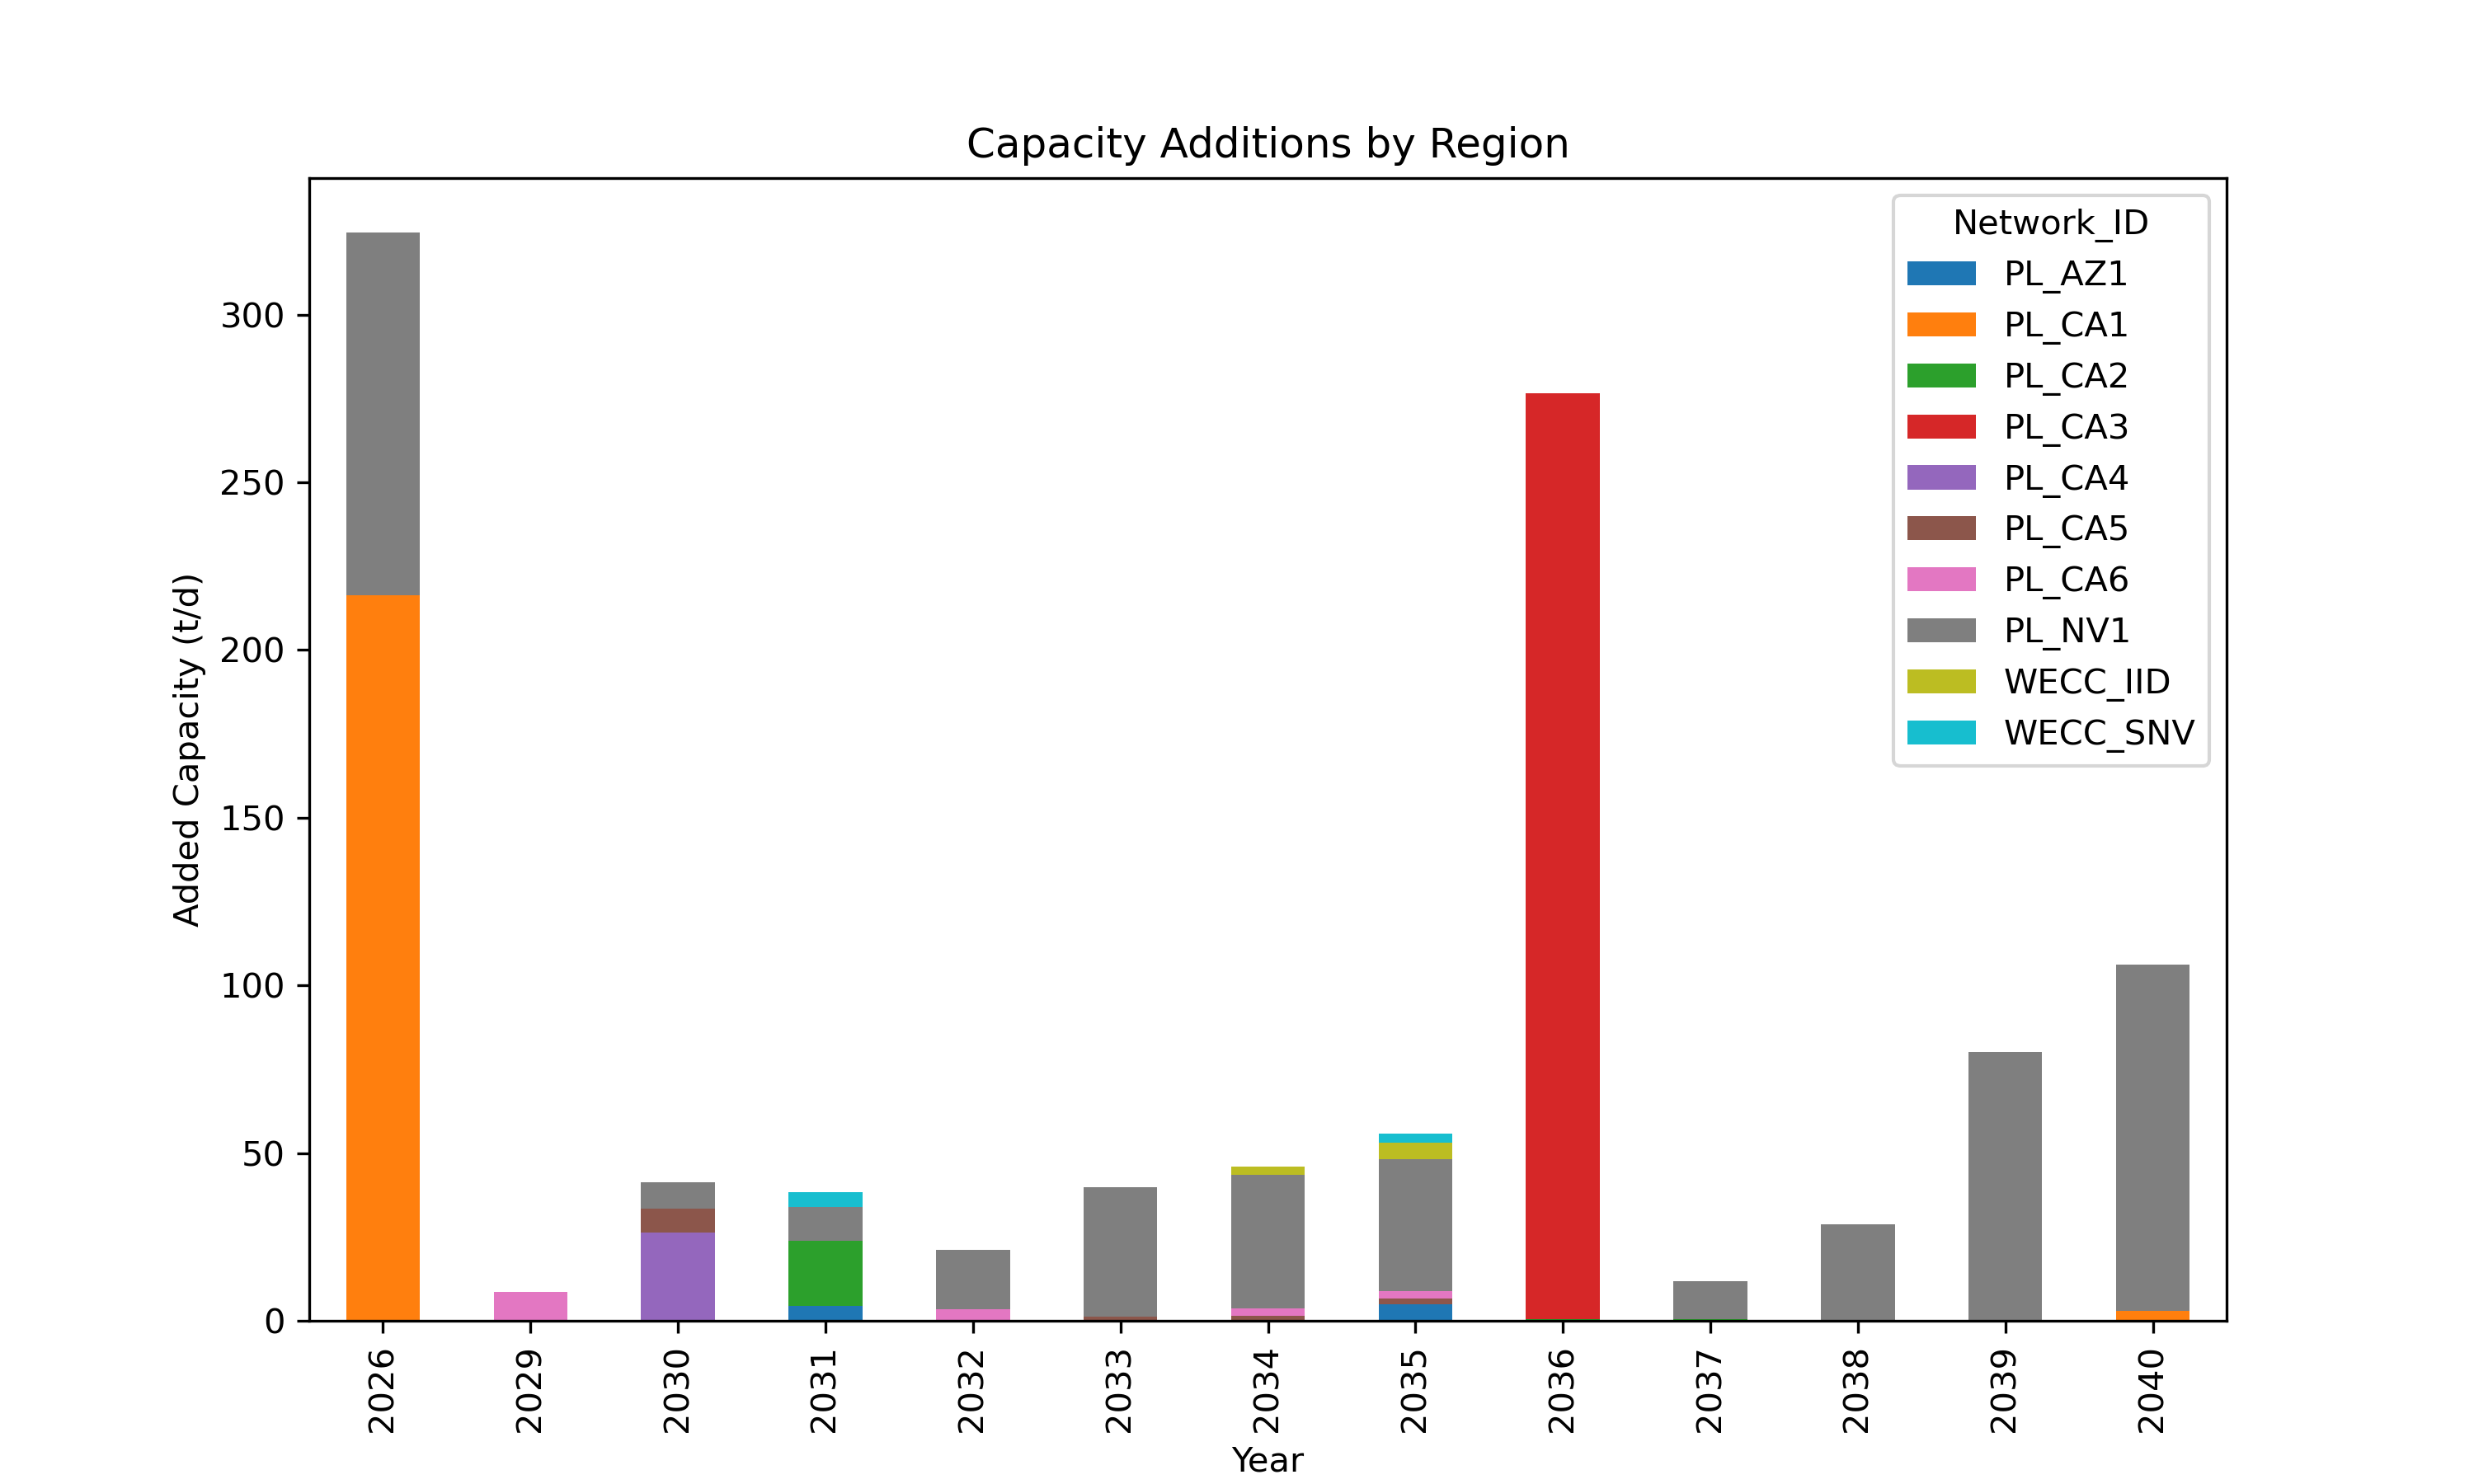 Capacity Additions by Region
Added Capacity (t/d)
300
250
200
150
100
50
0
Network_ID
PL_AZ1
PL_CA1
PL_CA2
PL_CA3
PL_CA4
PL_CA5
PL_CA6
PL_NV1
WECC_IID
WECC_SNV
2026
2029
2030
2031
2032
2033
2034
2035
2036
2037
2038
2039
2040
Year